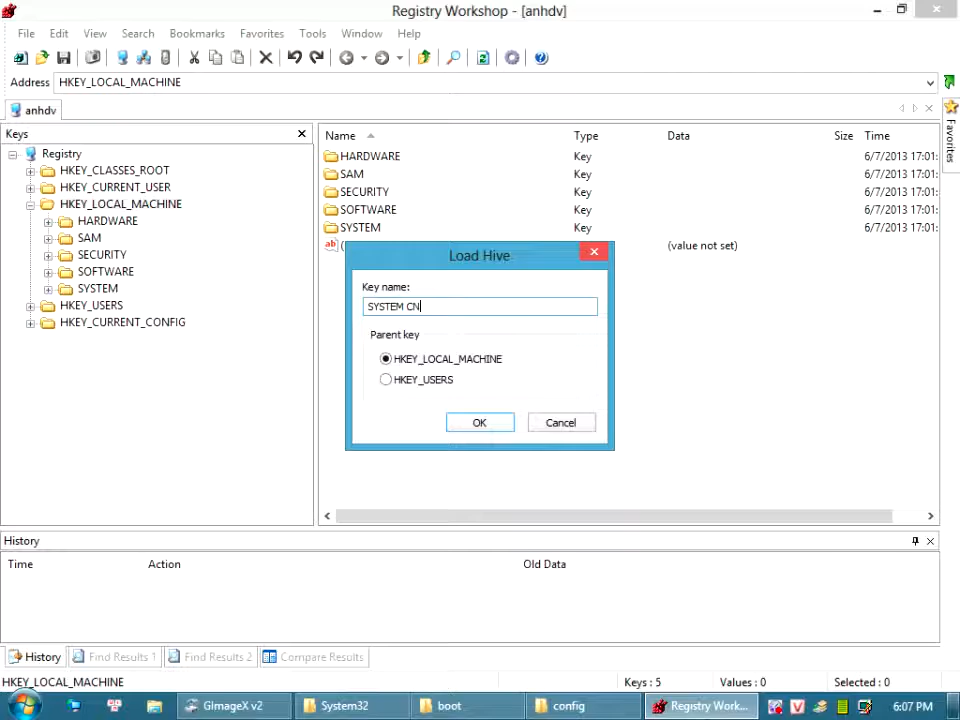 Registry Workshop - [anhdv]
File Edit View Search Bookmarks Favorites Tools Window Help
Address HKEY_LOCAL_MACHINE
anhdv
Keys
Name Type Data Size Time
Registry
HKEY_CLASSES_ROOT
HKEY_CURRENT_USER
HKEY_LOCAL_MACHINE
HARDWARE
SAM
SECURITY
SOFTWARE
SYSTEM
HKEY_USERS
HKEY_CURRENT_CONFIG
HARDWARE Key 6/7/2013 17:01:
SAM Key 6/7/2013 17:01:
SECURITY Key 6/7/2013 17:01:
SOFTWARE Key 6/7/2013 17:01:
SYSTEM Key 6/7/2013 17:01:
ab ( (value not set)
Favorites
Load Hive
Key name:
SYSTEM CN
Parent key
HKEY_LOCAL_MACHINE
HKEY_USERS
OK Cancel
History
Time Action Old Data
History Find Results 1 Find Results 2 Compare Results
HKEY_LOCAL_MACHINE Keys : 5 Values : 0 Selected : 0
GImageX v2 System32 boot config Registry Work... V 6:07 PM